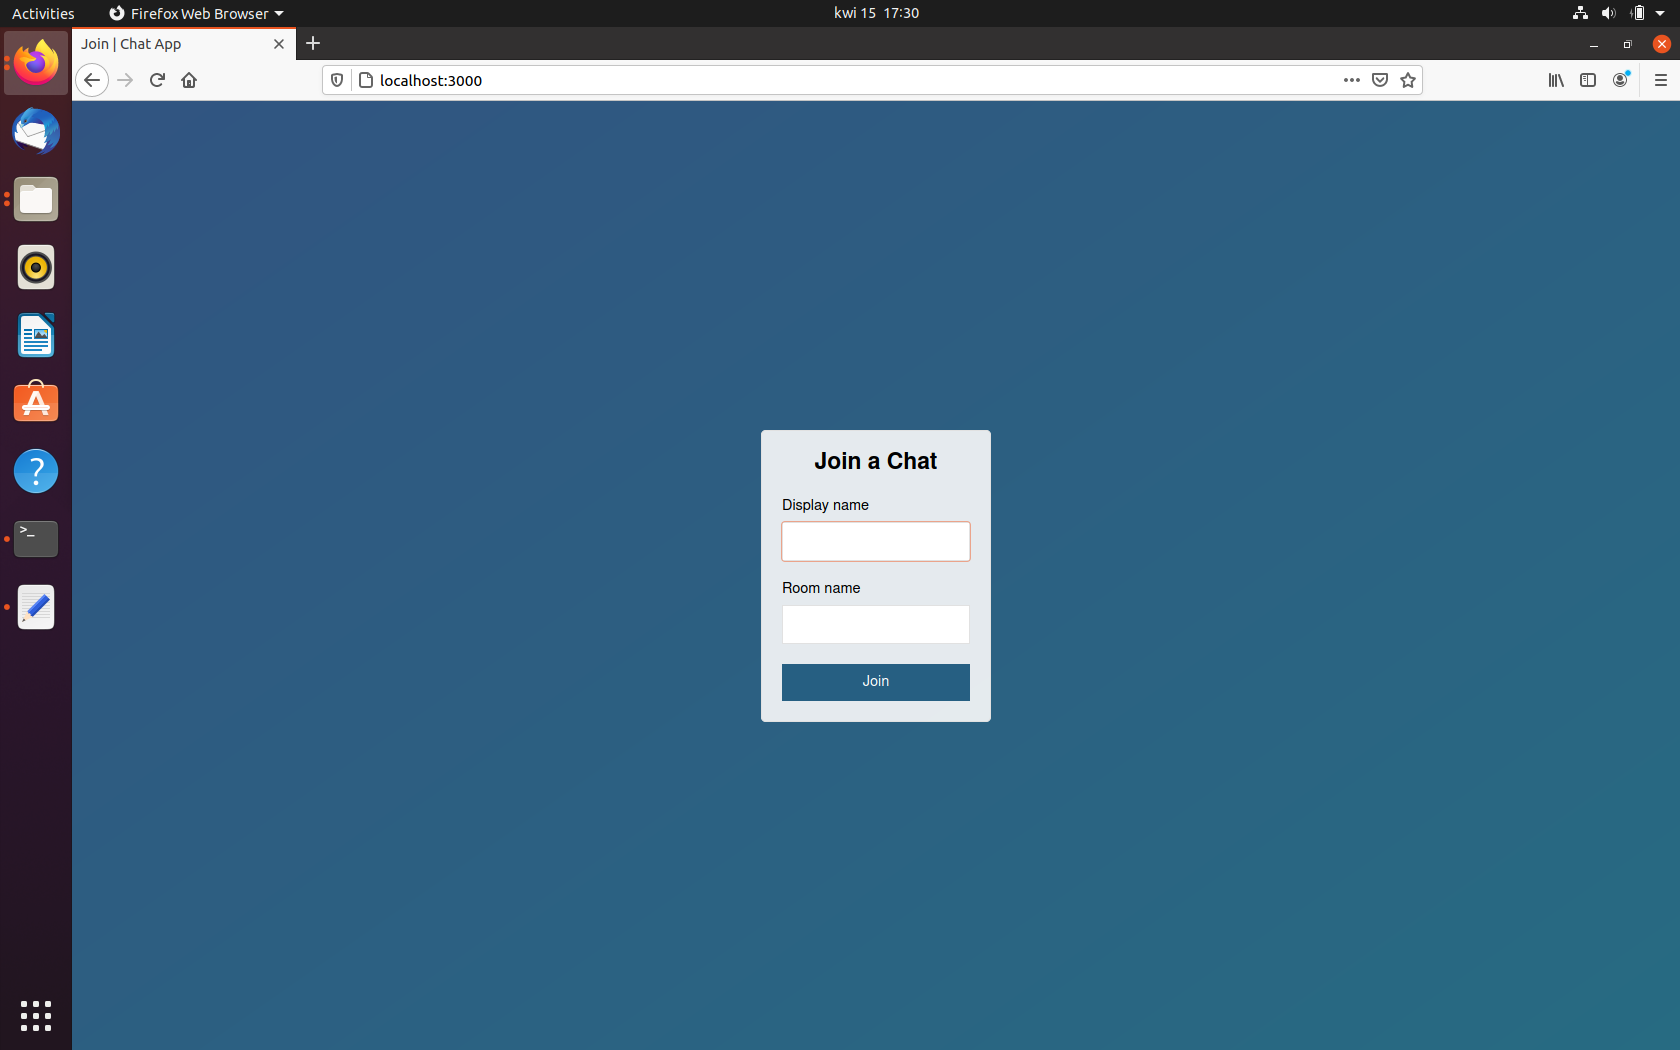 Activities
Firefox Web Browser
kwi 15 17:30
Join | Chat App
localhost:3000
Join a Chat
Display name
Room name
Join